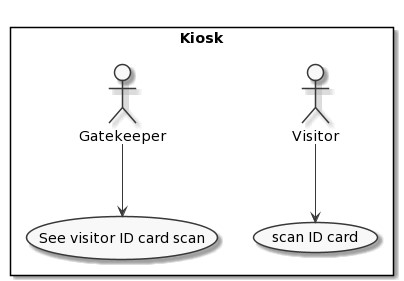 Kiosk
Gatekeeper
Visitor
See visitor ID card scan
scan ID card